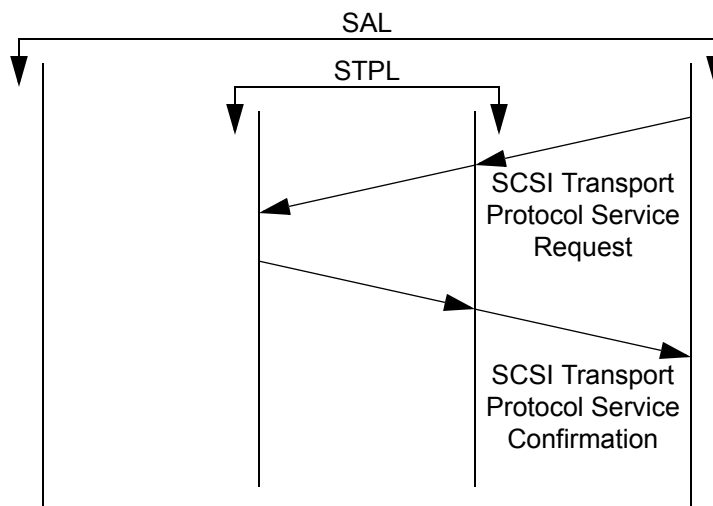 SAL
STPL
SCSI Transport
Protocol Service
Request
SCSI Transport
Protocol Service
Confirmation